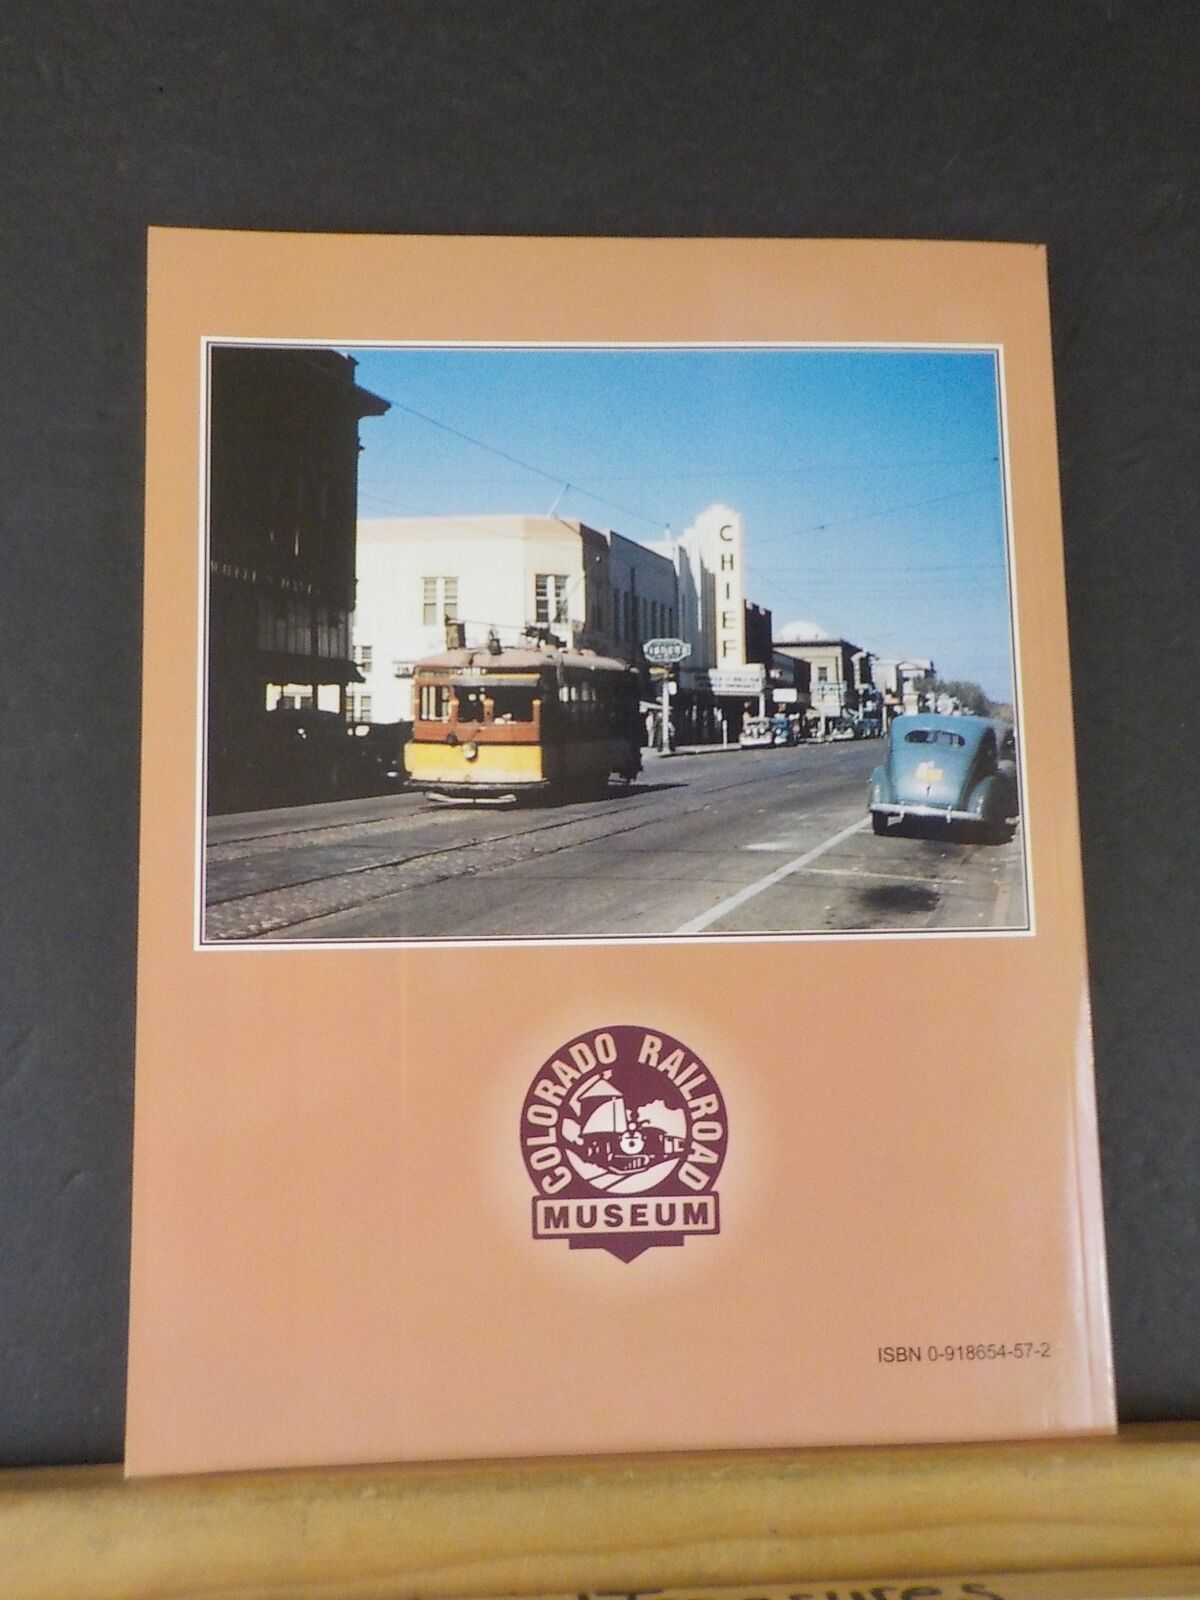 CHIEF
COLORADO RAILROAD
MUSEUM
ISBN 0-918654-57-2